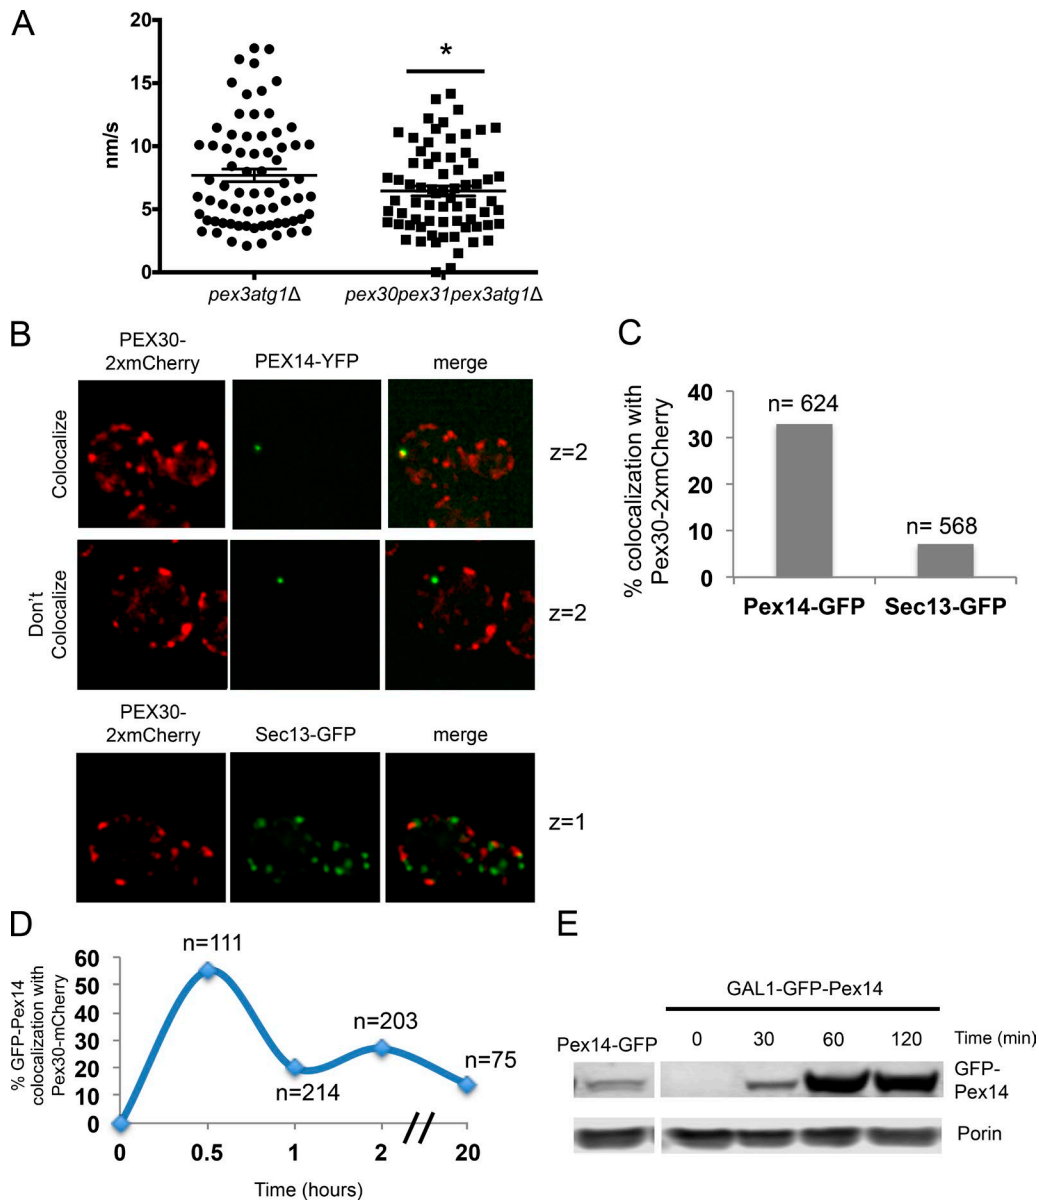 A
20
15
10
5
0
nm/s
*
pex3atg1Δ
pex30pex31pex3atg1Δ
B
PEX30-
2xmCherry
PEX14-YFP
merge
Colocalize
z=2
Don't
Colocalize
z=2
PEX30-
2xmCherry
Sec13-GFP
merge
z=1
C
% colocalization with
Pex30-2xmCherry
40
30
20
10
0
n= 624
n= 568
Pex14-GFP
Sec13-GFP
D
% GFP-Pex14
colocalization with
Pex30-mCherry
60
50
40
30
20
10
0
n=111
n=214
n=203
n=75
0
0.5
1
2
20
Time (hours)
E
GAL1-GFP-Pex14
Pex14-GFP
0
30
60
120
Time (min)
GFP-
Pex14
Porin